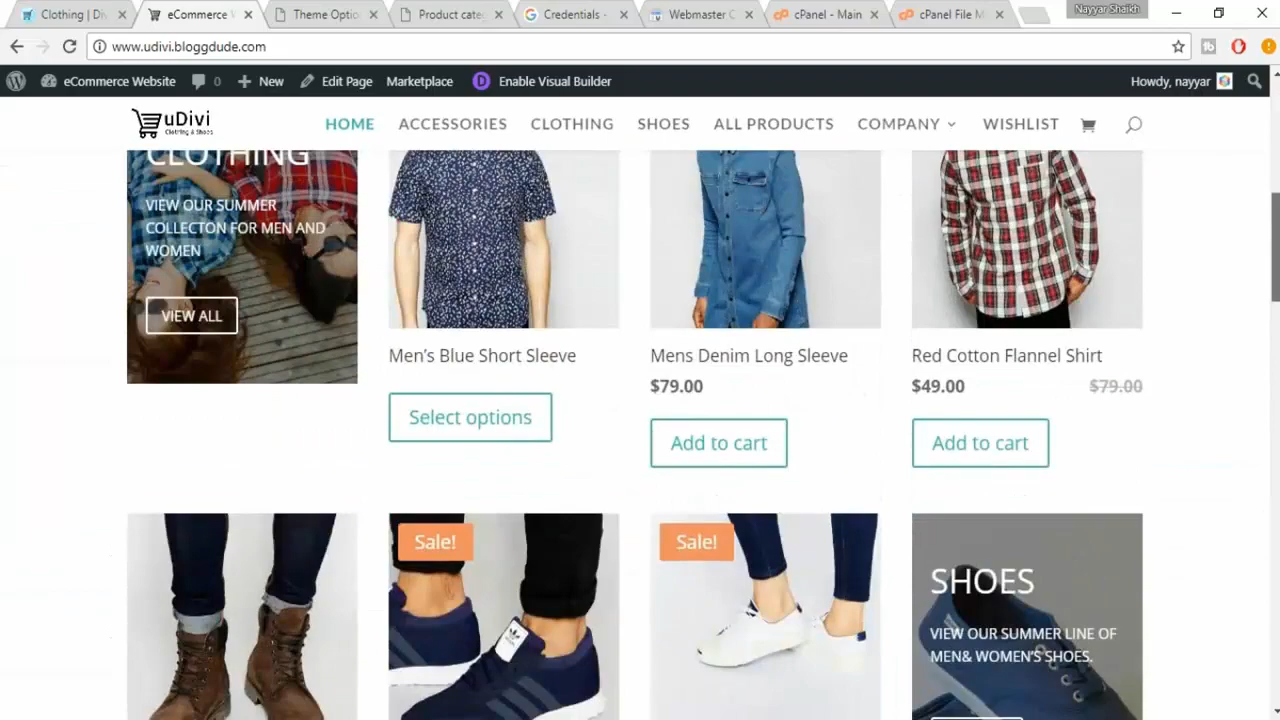 Clothing | Div
eCommerce W
Theme Optio
Product cate
Credentials -
Webmaster C
cPanel - Main
cPanel File M
Nayyar Shaikh
www.udivi.bloggdude.com
eCommerce Website
0
New
Edit Page
Marketplace
D
Enable Visual Builder
Howdy, nayyar
uDivi
Clothing & Shoes
HOME
ACCESSORIES
CLOTHING
SHOES
ALL PRODUCTS
COMPANY
WISHLIST
CLOTHING
VIEW OUR SUMMER
COLLECTON FOR MEN AND
WOMEN
VIEW ALL
Men's Blue Short Sleeve
Select options
Mens Denim Long Sleeve
$79.00
Add to cart
Red Cotton Flannel Shirt
$49.00
$79.00
Add to cart
Sale!
Sale!
SHOES
VIEW OUR SUMMER LINE OF
MEN& WOMEN'S SHOES.